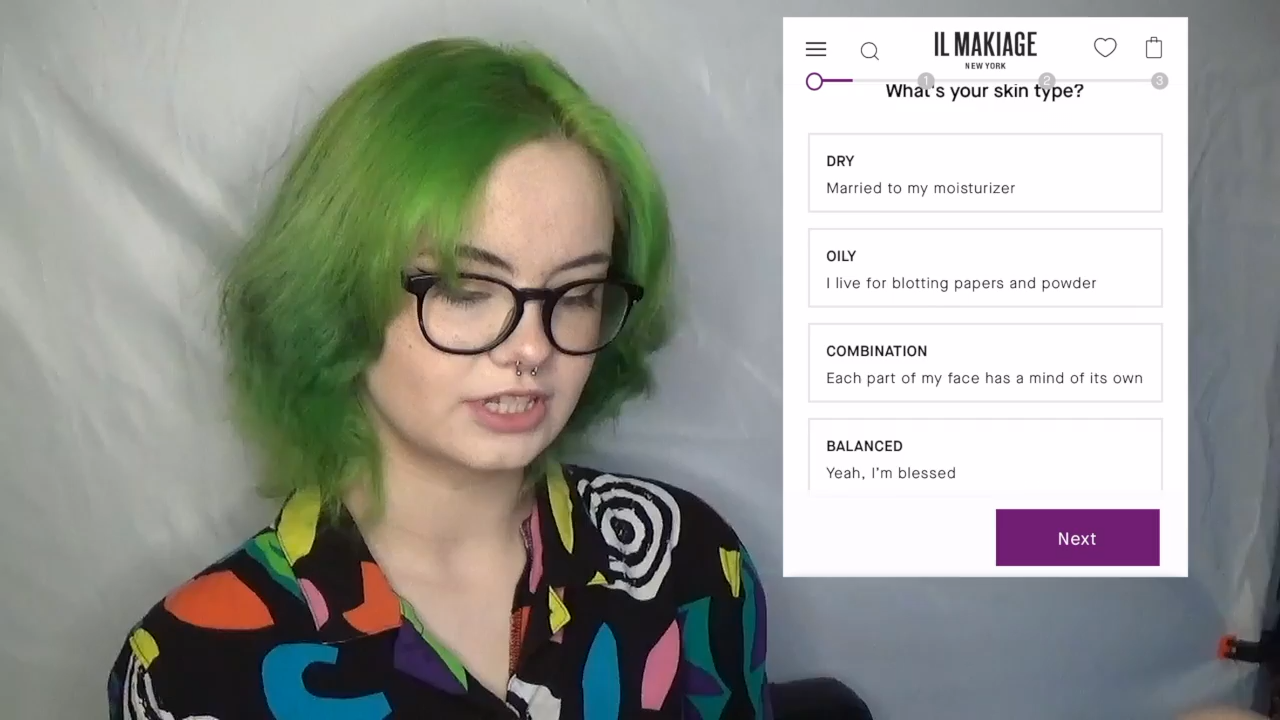 IL MAKIAGE
NEW YORK
1 2 3
What's your skin type?
DRY
Married to my moisturizer
OILY
I live for blotting papers and powder
COMBINATION
Each part of my face has a mind of its own
BALANCED
Yeah, I'm blessed
Next